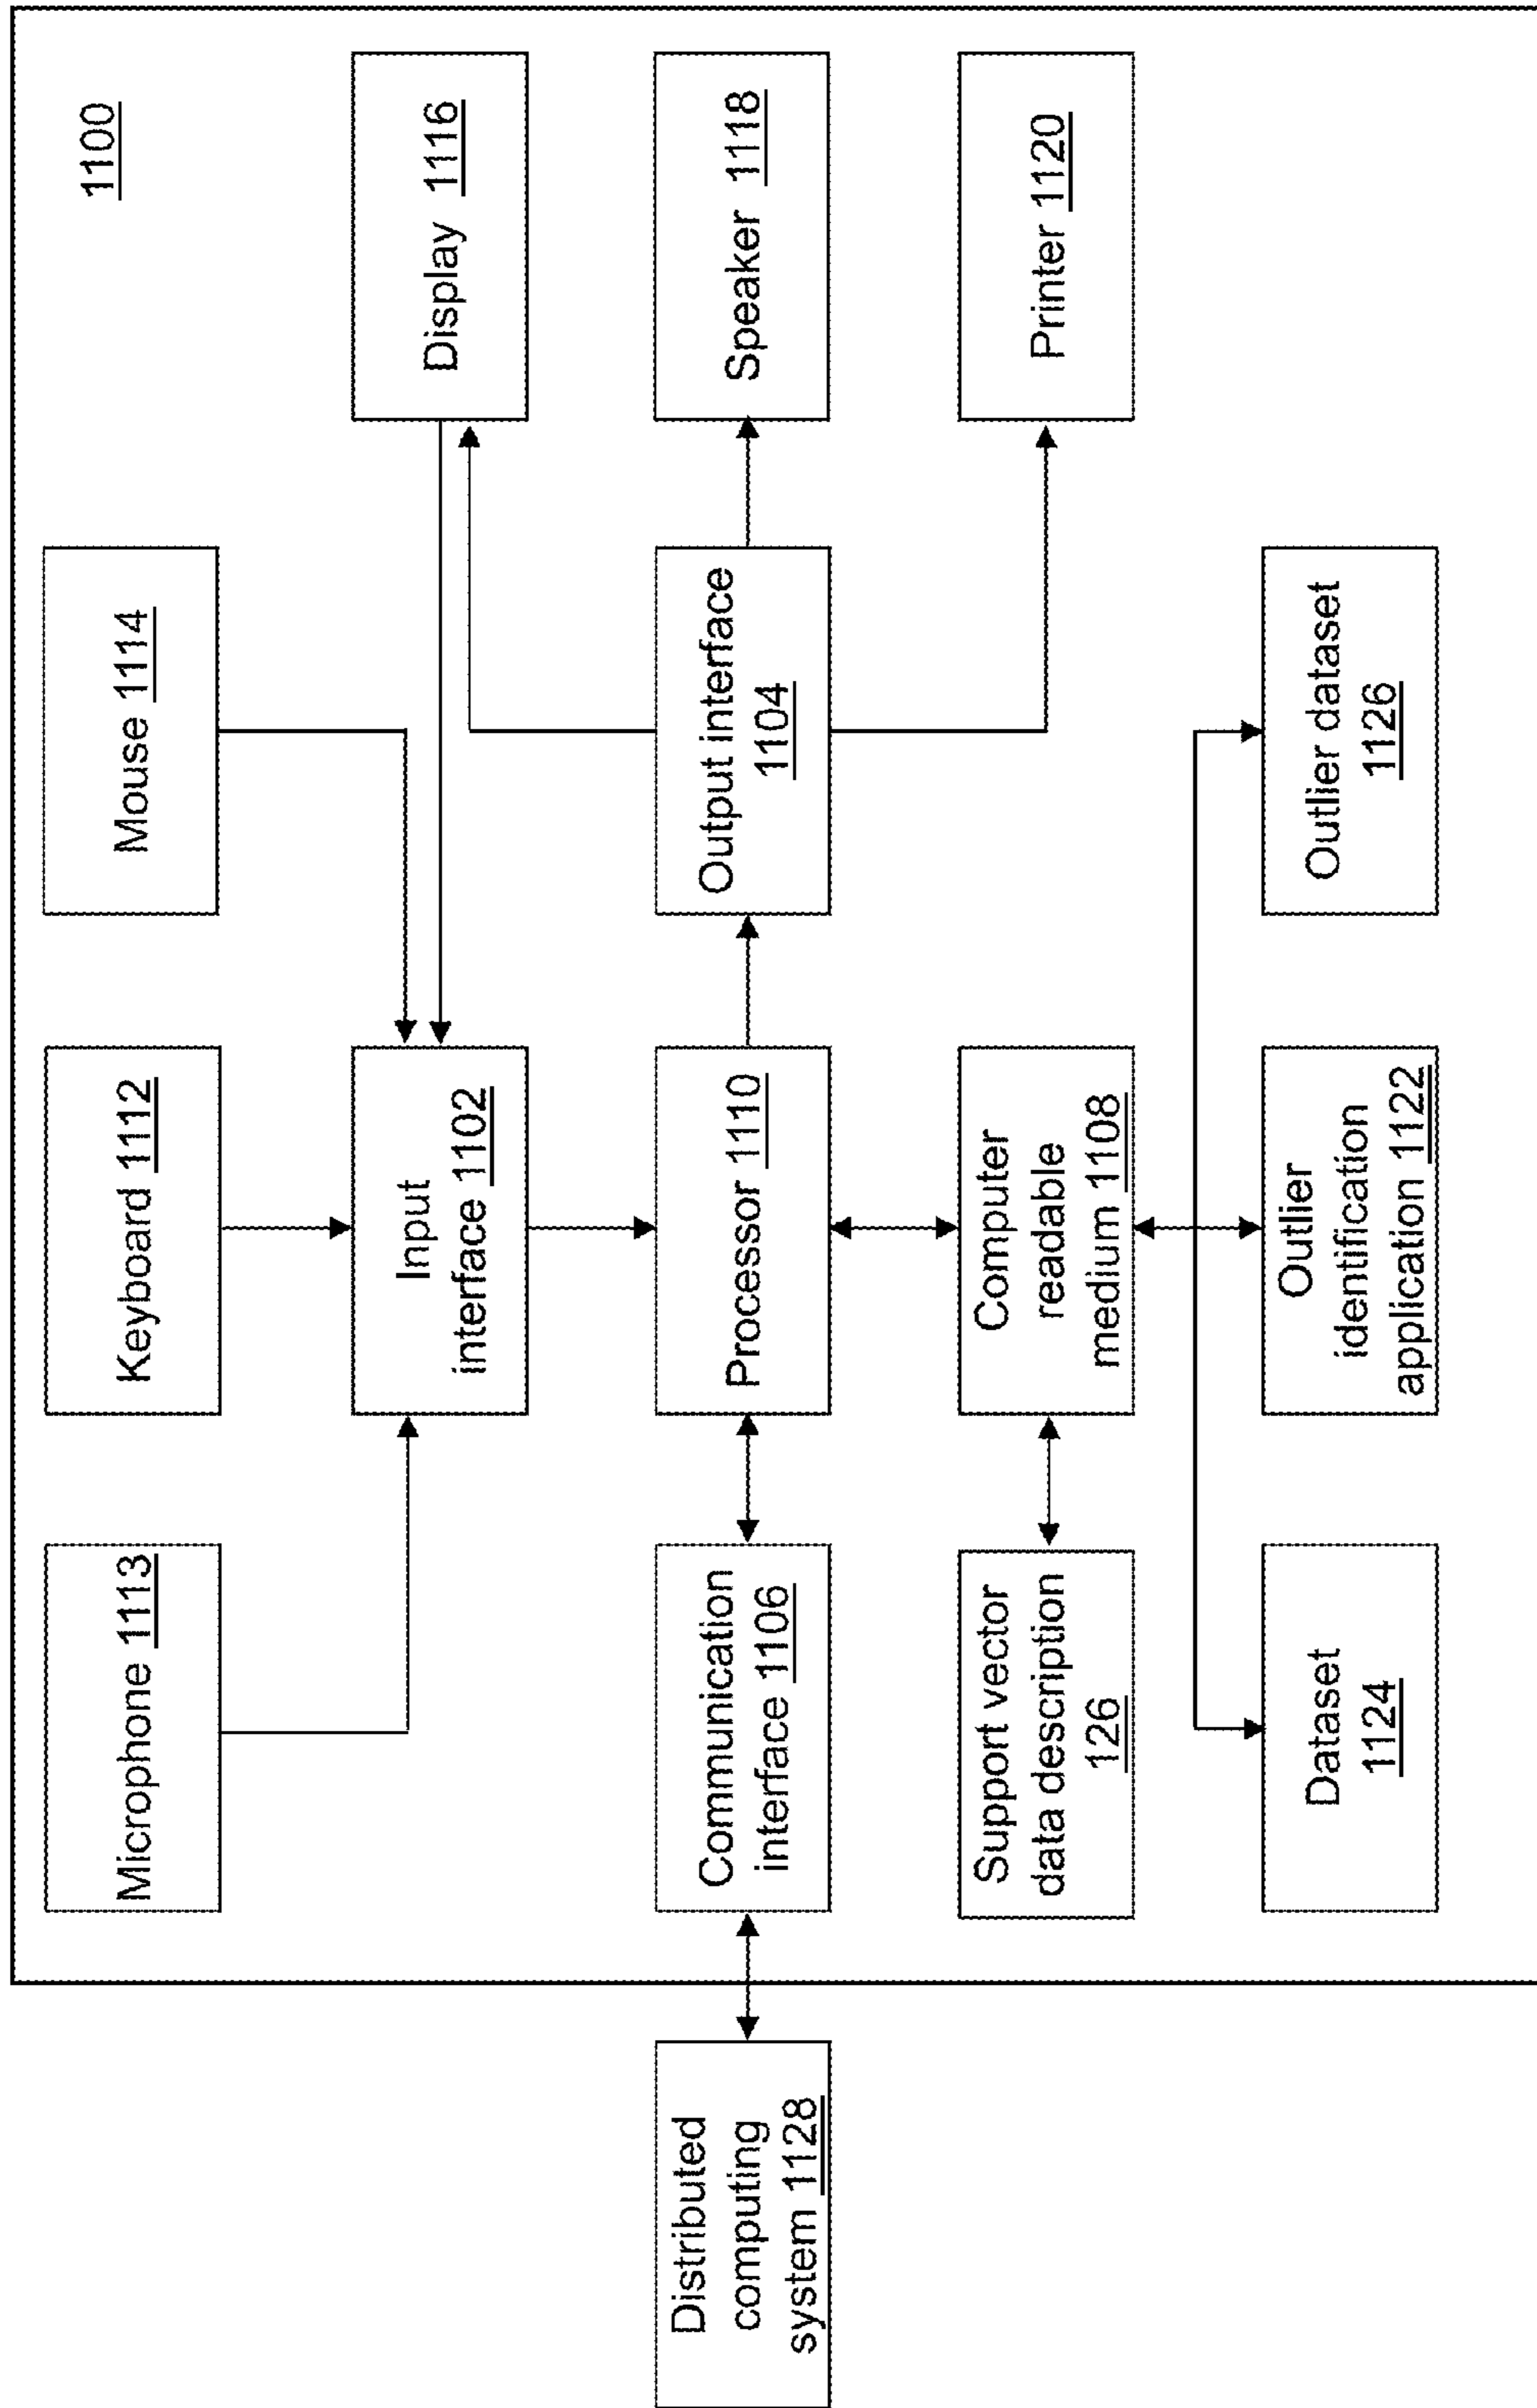 1100
Microphone 1113
Keyboard 1112
Mouse 1114
Input
interface 1102
Display 1116
Distributed
computing
system 1128
Communication
interface 1106
Processor 1110
Output interface
1104
Speaker 1118
Support vector
data description
126
Computer
readable
medium 1108
Printer 1120
Dataset
1124
Outlier
identification
application 1122
Outlier dataset
1126